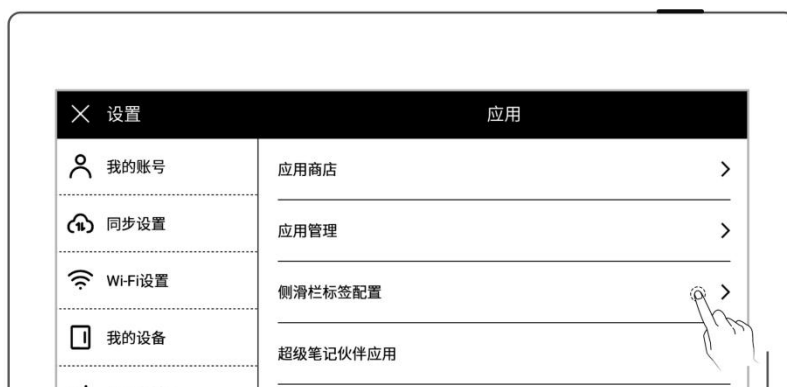 设置
应用
我的账号
同步设置
Wi-Fi设置
我的设备
应用商店
应用管理
侧滑栏标签配置
超级笔记伙伴应用